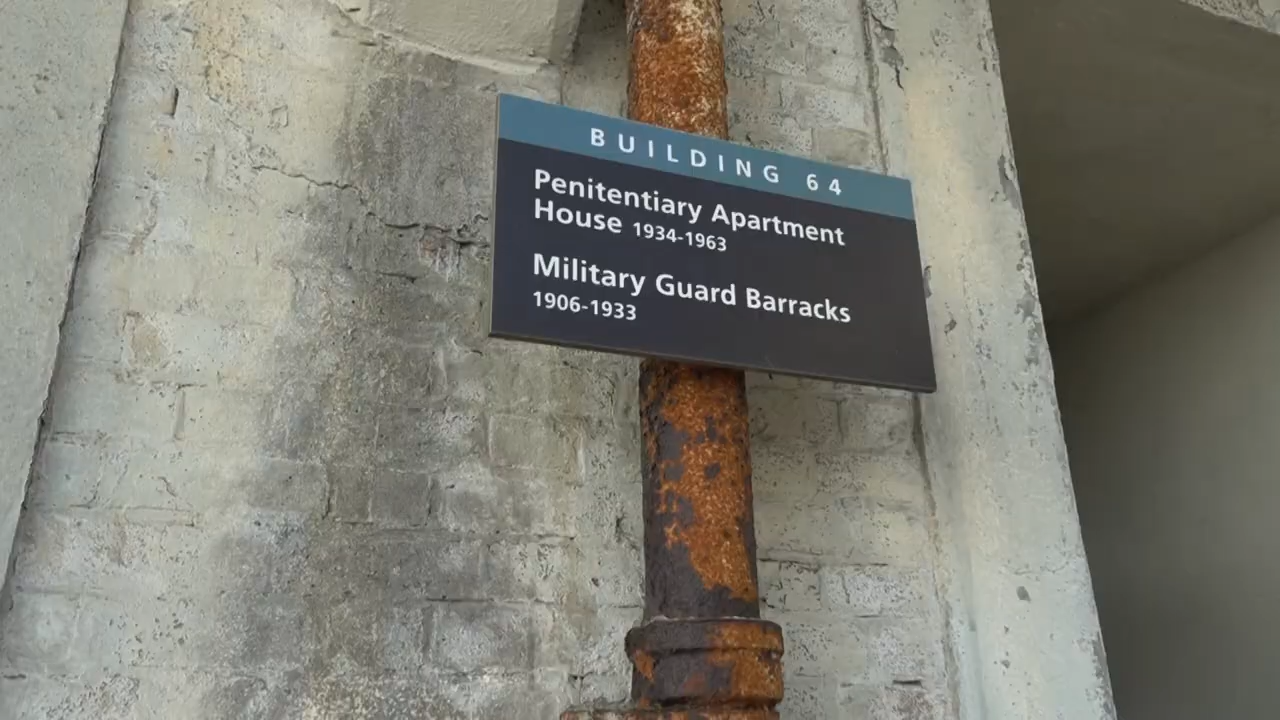 BUILDING 64
Penitentiary Apartment
House 1934-1963
Military Guard Barracks
1906-1933